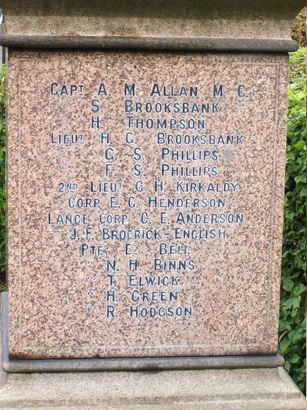 CAPT. A. M. ALLAN M. C.
" S. BROOKSBANK
" H. THOMPSON
LIEUT. H. G. BROOKSBANK
" G. S. PHILLIPS
" F. S. PHILLIPS
2ND LIEUT. G. H. KIRKALDY
CORP. E. G. HENDERSON
LANCE CORP. C. E. ANDERSON
" J. F. BRODRICK-ENGLISH
PTE. E. BELL
" N. H. BINNS
" T. ELWICK
" H. GREEN
" R. HODGSON